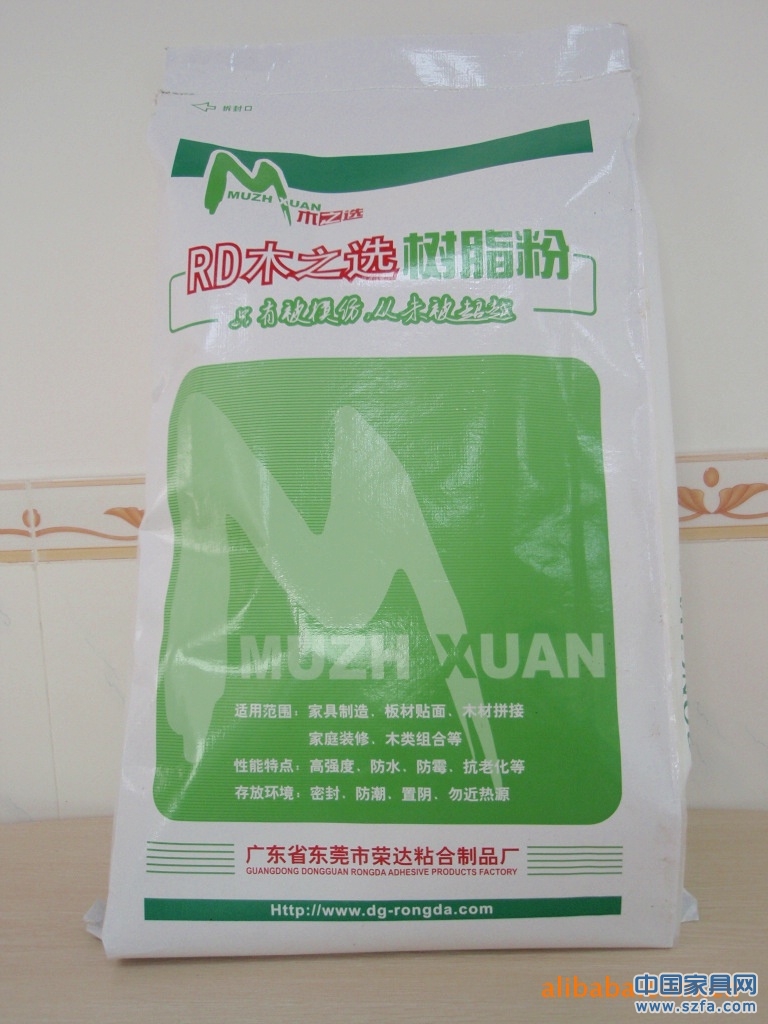 拆封口
MUZH XUAN
木之选
RD木之选树脂粉
只有被模仿,从未被超越
MUZH XUAN
适用范围：家具制造、板材贴面、木材拼接
家庭装修、木类组合等
性能特点：高强度、防水、防霉、抗老化等
存放环境：密封、防潮、置阴、勿近热源
广东省东莞市荣达粘合制品厂
GUANGDONG DONGGUAN RONGDA ADHESIVE PRODUCTS FACTORY
Http://www.dg-rongda.com
中国家具网
www.szfa.com